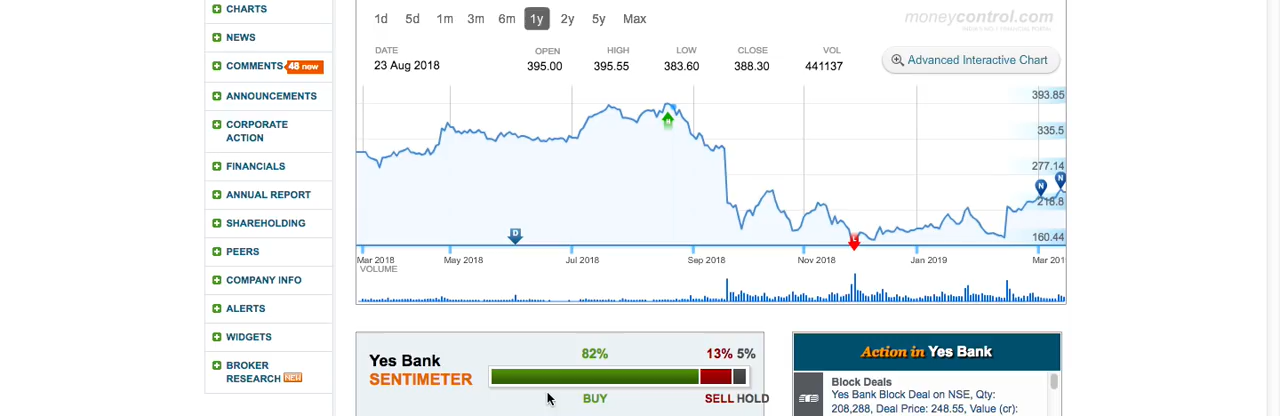 CHARTS
NEWS
COMMENTS 48 new
ANNOUNCEMENTS
CORPORATE
ACTION
FINANCIALS
ANNUAL REPORT
SHAREHOLDING
PEERS
COMPANY INFO
ALERTS
WIDGETS
BROKER
RESEARCH NEW
1d 5d 1m 3m 6m 1y 2y 5y Max
moneycontrol.com
DATE OPEN HIGH LOW CLOSE VOL
23 Aug 2018 395.00 395.55 383.60 388.30 441137
Advanced Interactive Chart
393.85
335.5
277.14
218.8
160.44
N
N
D
Mar 2018 May 2018 Jul 2018 Sep 2018 Nov 2018 Jan 2019 Mar 201
VOLUME
Yes Bank
SENTIMETER
82% 13% 5%
BUY SELL HOLD
Action in Yes Bank
Block Deals
Yes Bank Block Deal on NSE, Qty:
208,288, Deal Price: 248.55, Value (cr):